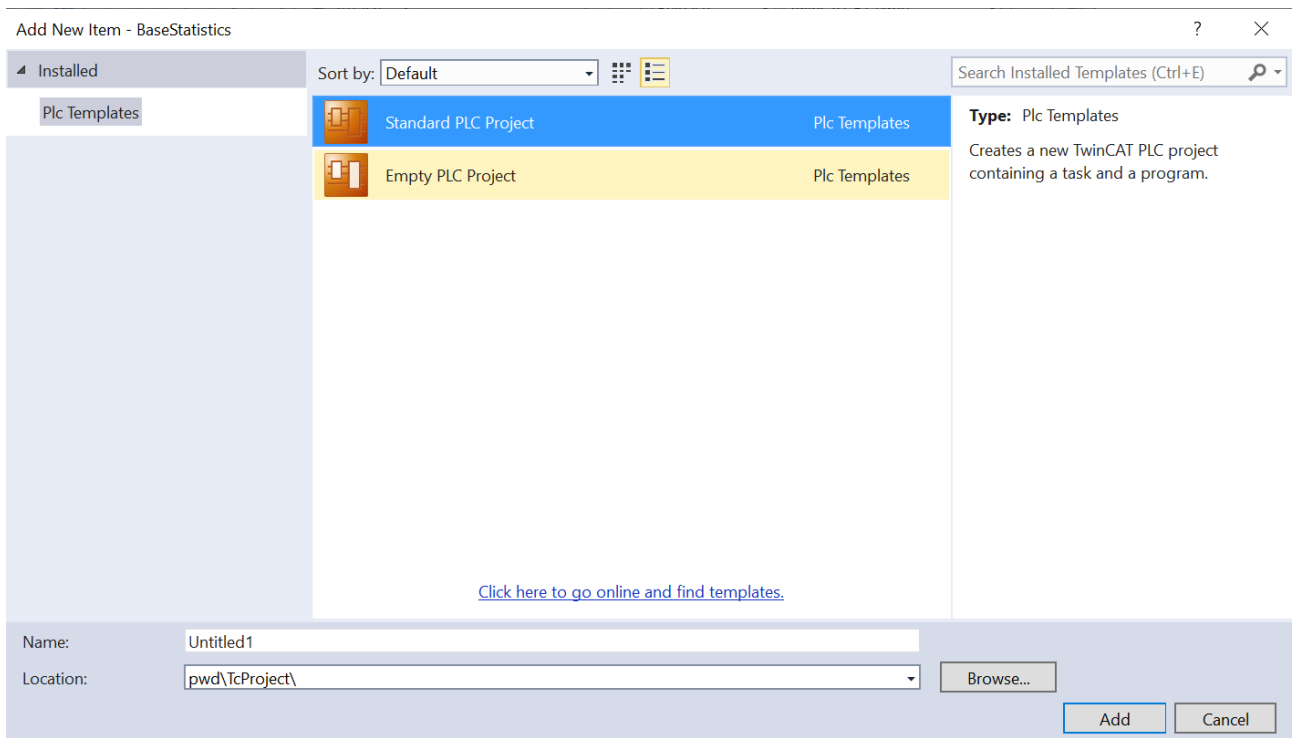 Add New Item - BaseStatistics
?
Installed
Plc Templates
Sort by: Default
Search Installed Templates (Ctrl+E)
Standard PLC Project Plc Templates
Empty PLC Project Plc Templates
Type: Plc Templates
Creates a new TwinCAT PLC project
containing a task and a program.
Click here to go online and find templates.
Name: Untitled1
Location: pwd\TcProject\
Browse...
Add Cancel